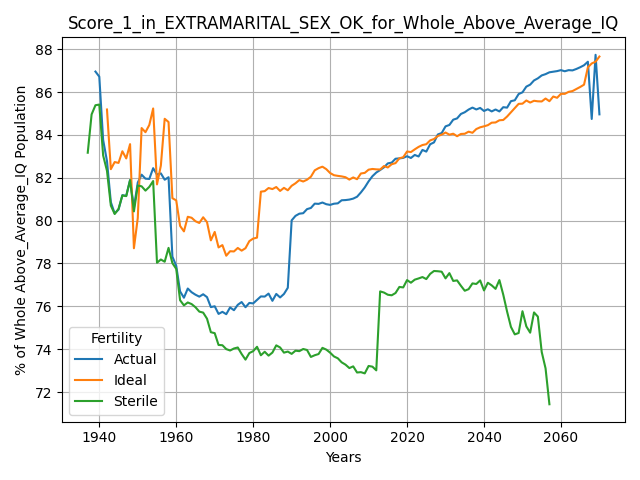 Score_1_in_EXTRAMARITAL_SEX_OK_for_Whole_Above_Average_IQ
% of Whole Above_Average_IQ Population
88
86
84
82
80
78
76
74
72
Fertility
Actual
Ideal
Sterile
1940 1960 1980 2000 2020 2040 2060
Years